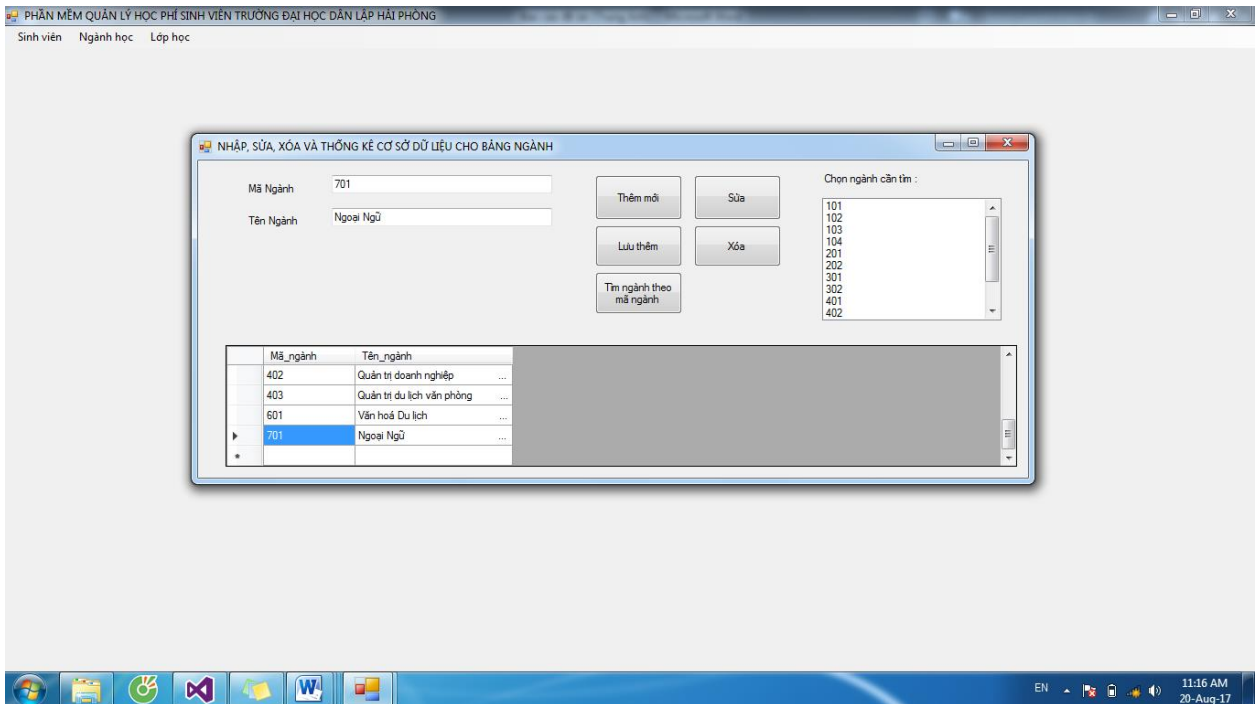 PHẦN MỀM QUẢN LÝ HỌC PHÍ SINH VIÊN TRƯỜNG ĐẠI HỌC DÂN LẬP HẢI PHÒNG
Sinh viên Ngành học Lớp học
NHẬP, SỬA, XÓA VÀ THỐNG KÊ CƠ SỞ DỮ LIỆU CHO BẢNG NGÀNH
Mã Ngành 701
Tên Ngành Ngoại Ngữ
Thêm mới Sửa
Lưu thêm Xóa
Tìm ngành theo
mã ngành
Chọn ngành cần tìm :
101
102
103
104
201
202
301
302
401
402
Mã_ngành Tên_ngành
402 Quản trị doanh nghiệp ...
403 Quản trị du lịch văn phòng ...
601 Văn hoá Du lịch ...
701 Ngoại Ngữ ...
EN 11:16 AM
20-Aug-17